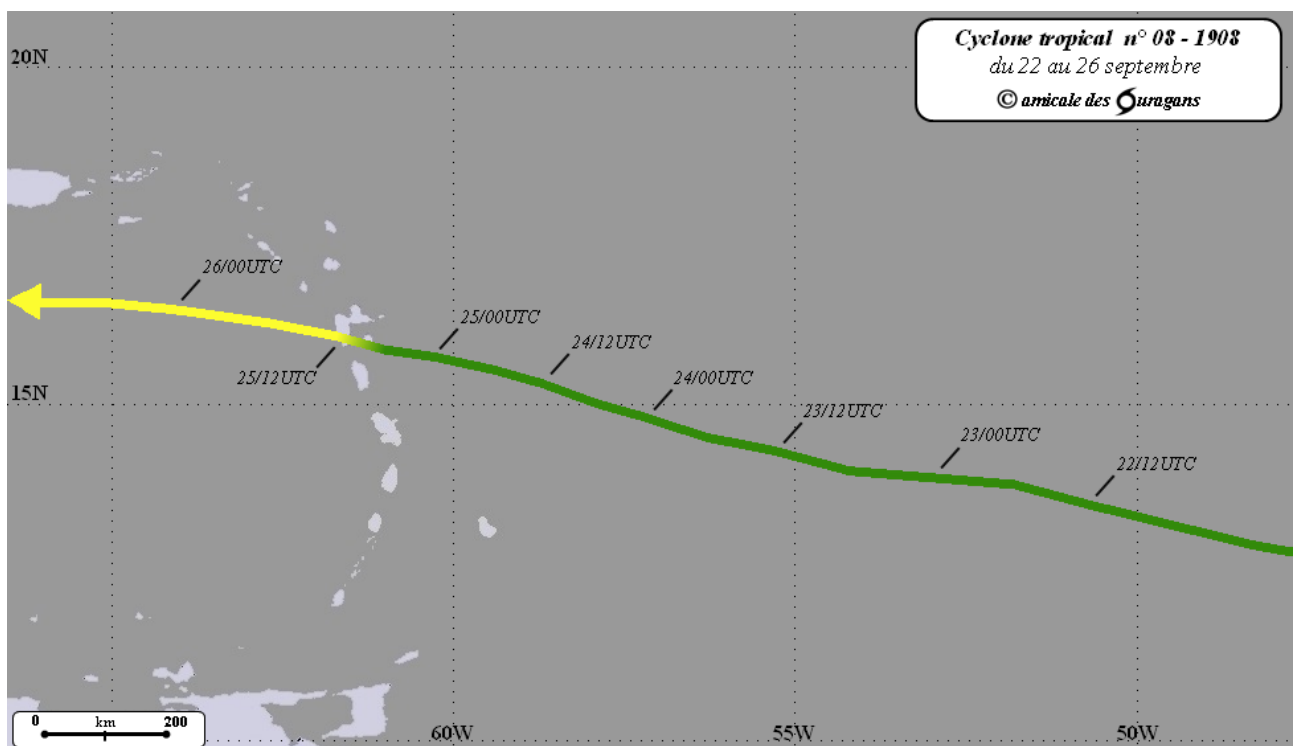 Cyclone tropical n° 08 - 1908
du 22 au 26 septembre
© amicale des Ouragans
20N
26/00UTC
25/00UTC
24/12UTC
25/12UTC
24/00UTC
15N
23/12UTC
23/00UTC
22/12UTC
0 km 200
60W
55W
50W